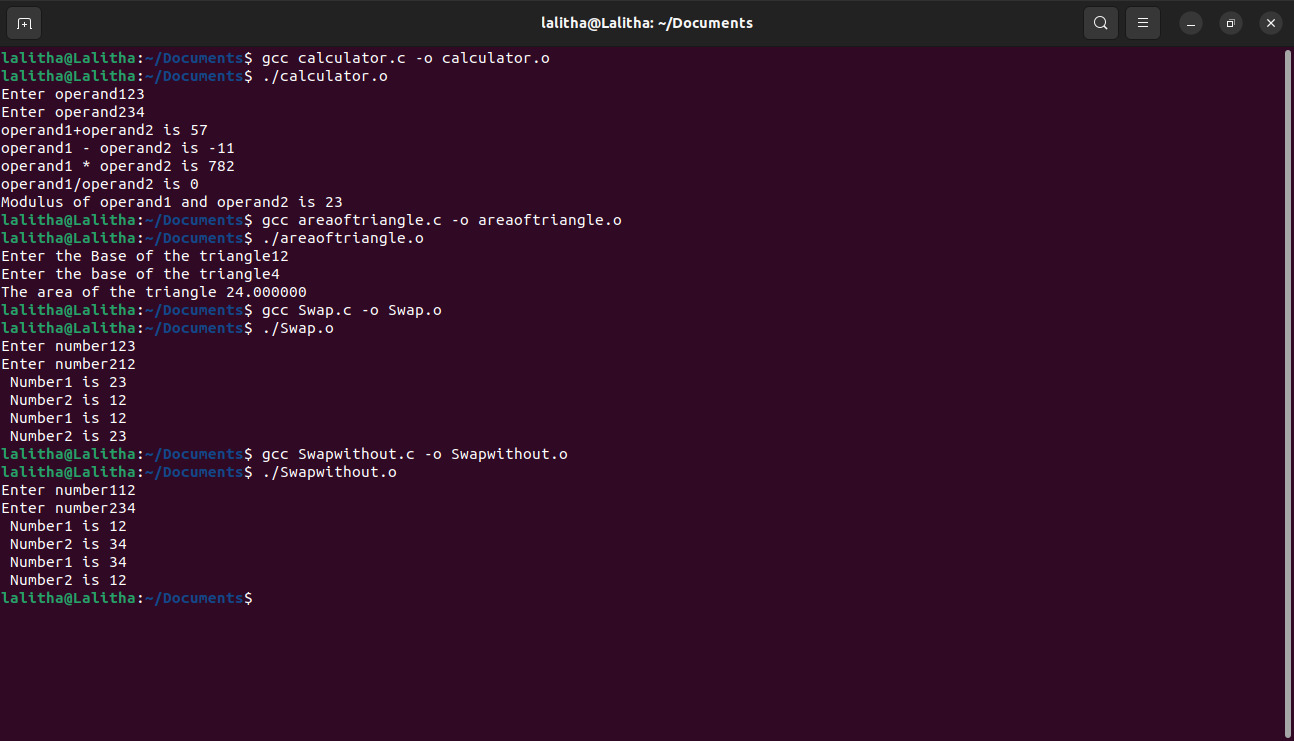 lalitha@Lalitha: ~/Documents
lalitha@Lalitha:~/Documents$ gcc calculator.c -o calculator.o
lalitha@Lalitha:~/Documents$ ./calculator.o
Enter operand123
Enter operand234
operand1+operand2 is 57
operand1 - operand2 is -11
operand1 * operand2 is 782
operand1/operand2 is 0
Modulus of operand1 and operand2 is 23
lalitha@Lalitha:~/Documents$ gcc areaoftriangle.c -o areaoftriangle.o
lalitha@Lalitha:~/Documents$ ./areaoftriangle.o
Enter the Base of the triangle12
Enter the base of the triangle4
The area of the triangle 24.000000
lalitha@Lalitha:~/Documents$ gcc Swap.c -o Swap.o
lalitha@Lalitha:~/Documents$ ./Swap.o
Enter number123
Enter number212
 Number1 is 23
 Number2 is 12
 Number1 is 12
 Number2 is 23
lalitha@Lalitha:~/Documents$ gcc Swapwithout.c -o Swapwithout.o
lalitha@Lalitha:~/Documents$ ./Swapwithout.o
Enter number112
Enter number234
 Number1 is 12
 Number2 is 34
 Number1 is 34
 Number2 is 12
lalitha@Lalitha:~/Documents$